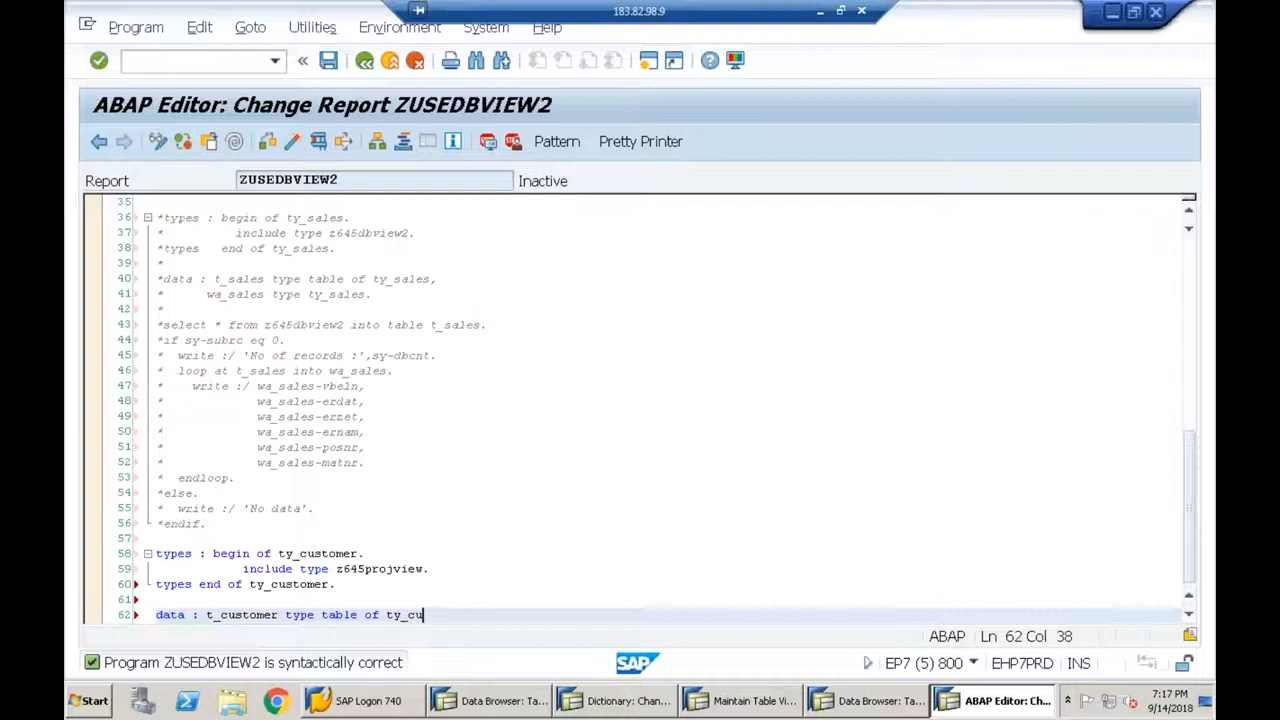 183.82.98.9
Program Edit Goto Utilities Environment System Help
ABAP Editor: Change Report ZUSEDBVIEW2
Pattern Pretty Printer
Report ZUSEDBVIEW2 Inactive
35
36 *types : begin of ty_sales.
37 * include type z645dbview2.
38 *types end of ty_sales.
39 *
40 *data : t_sales type table of ty_sales,
41 * wa_sales type ty_sales.
42 *
43 *select * from z645dbview2 into table t_sales.
44 *if sy-subrc eq 0.
45 * write :/ 'No of records :',sy-dbcnt.
46 * loop at t_sales into wa_sales.
47 * write :/ wa_sales-vbeln,
48 * wa_sales-erdat,
49 * wa_sales-erzet,
50 * wa_sales-ernam,
51 * wa_sales-posnr,
52 * wa_sales-matnr.
53 * endloop.
54 *else.
55 * write :/ 'No data'.
56 *endif.
57
58 types : begin of ty_customer.
59 include type z645projview.
60 types end of ty_customer.
61
62 data : t_customer type table of ty_cu
ABAP Ln 62 Col 38
Program ZUSEDBVIEW2 is syntactically correct SAP EP7 (5) 800 EHP7PRD INS
Start SAP Logon 740 Data Browser: Ta... Dictionary: Chan... Maintain Table Vi... Data Browser: Ta... ABAP Editor: Ch... 7:17 PM
9/14/2018